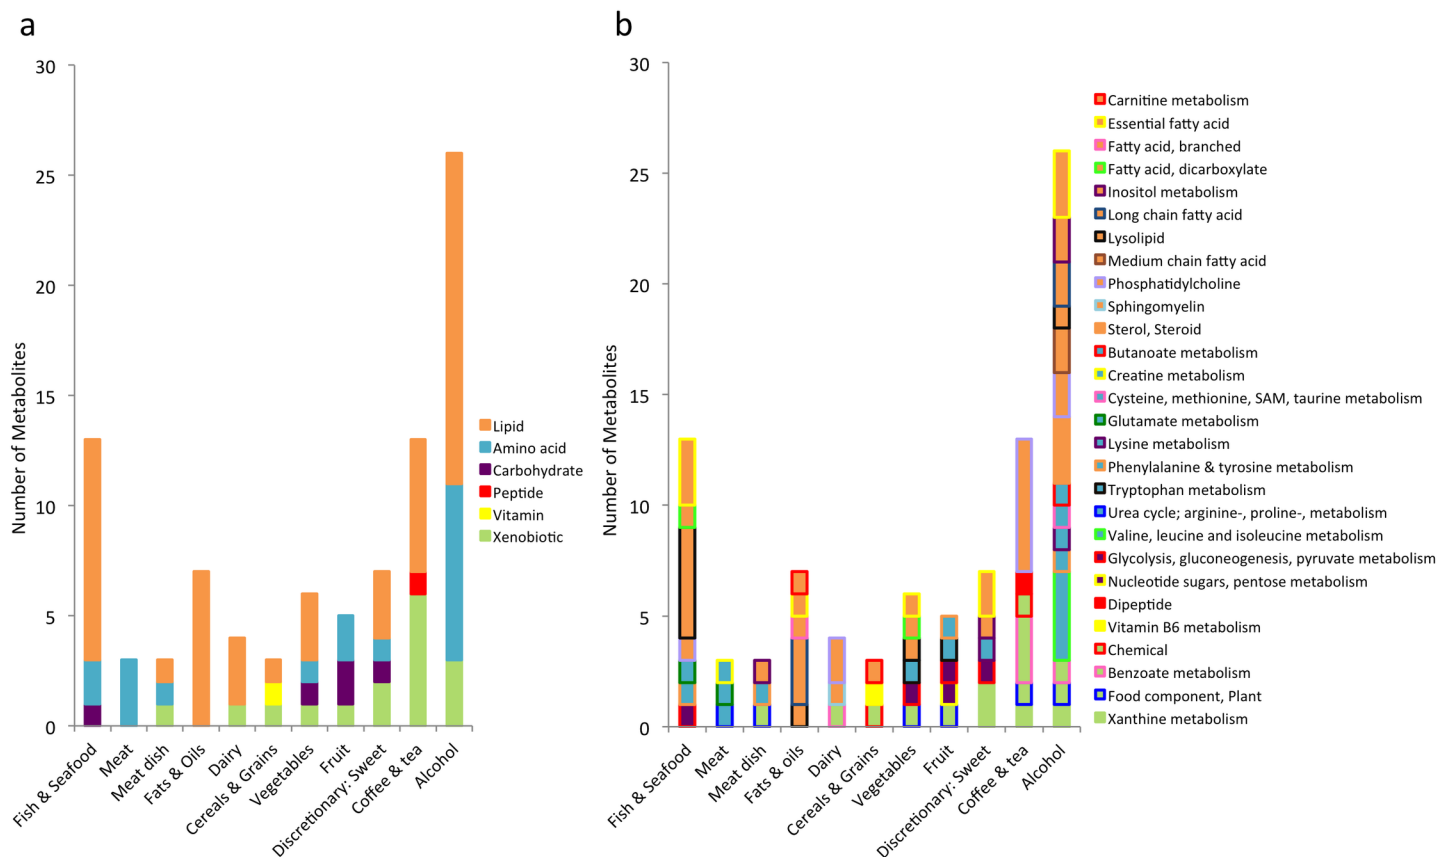 a
30
25
20
15
10
5
0
Number of Metabolites
Fish & Seafood
Meat
Meat dish
Fats & Oils
Dairy
Cereals & Grains
Vegetables
Fruit
Discretionary: Sweet
Coffee & tea
Alcohol
Lipid
Amino acid
Carbohydrate
Peptide
Vitamin
Xenobiotic
b
30
25
20
15
10
5
0
Number of Metabolites
Fish & Seafood
Meat
Meat dish
Fats & oils
Dairy
Cereals & Grains
Vegetables
Fruit
Discretionary: Sweet
Coffee & tea
Alcohol
Carnitine metabolism
Essential fatty acid
Fatty acid, branched
Fatty acid, dicarboxylate
Inositol metabolism
Long chain fatty acid
Lysolipid
Medium chain fatty acid
Phosphatidylcholine
Sphingomyelin
Sterol, Steroid
Butanoate metabolism
Creatine metabolism
Cysteine, methionine, SAM, taurine metabolism
Glutamate metabolism
Lysine metabolism
Phenylalanine & tyrosine metabolism
Tryptophan metabolism
Urea cycle; arginine-, proline-, metabolism
Valine, leucine and isoleucine metabolism
Glycolysis, gluconeogenesis, pyruvate metabolism
Nucleotide sugars, pentose metabolism
Dipeptide
Vitamin B6 metabolism
Chemical
Benzoate metabolism
Food component, Plant
Xanthine metabolism